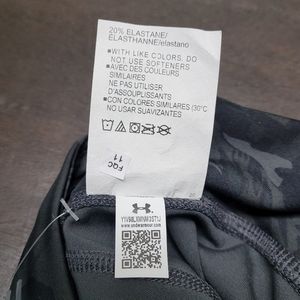 20% ELASTANE/
ELASTHANNE/elastano
■WITH LIKE COLORS. DO
NOT USE SOFTENERS
■AVEC DES COULEURS
SIMILAIRES
NE PAS UTILISER
D'ASSOUPLISSANTS
■CON COLORES SIMILARES (30°C
NO USAR SUAVIZANTES)
FQC
11
www.underarmour.com